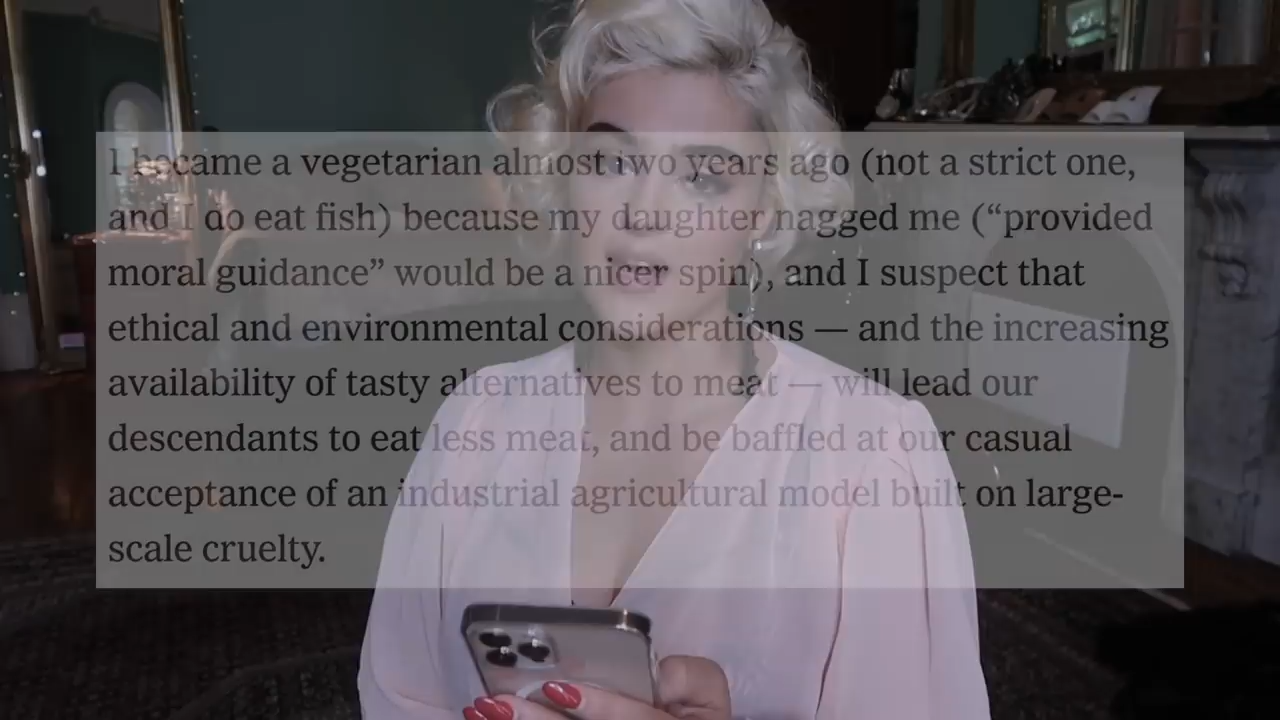 I became a vegetarian almost two years ago (not a strict one,
and I do eat fish) because my daughter nagged me (“provided
moral guidance” would be a nicer spin), and I suspect that
ethical and environmental considerations — and the increasing
availability of tasty alternatives to meat — will lead our
descendants to eat less meat, and be baffled at our casual
acceptance of an industrial agricultural model built on large-
scale cruelty.